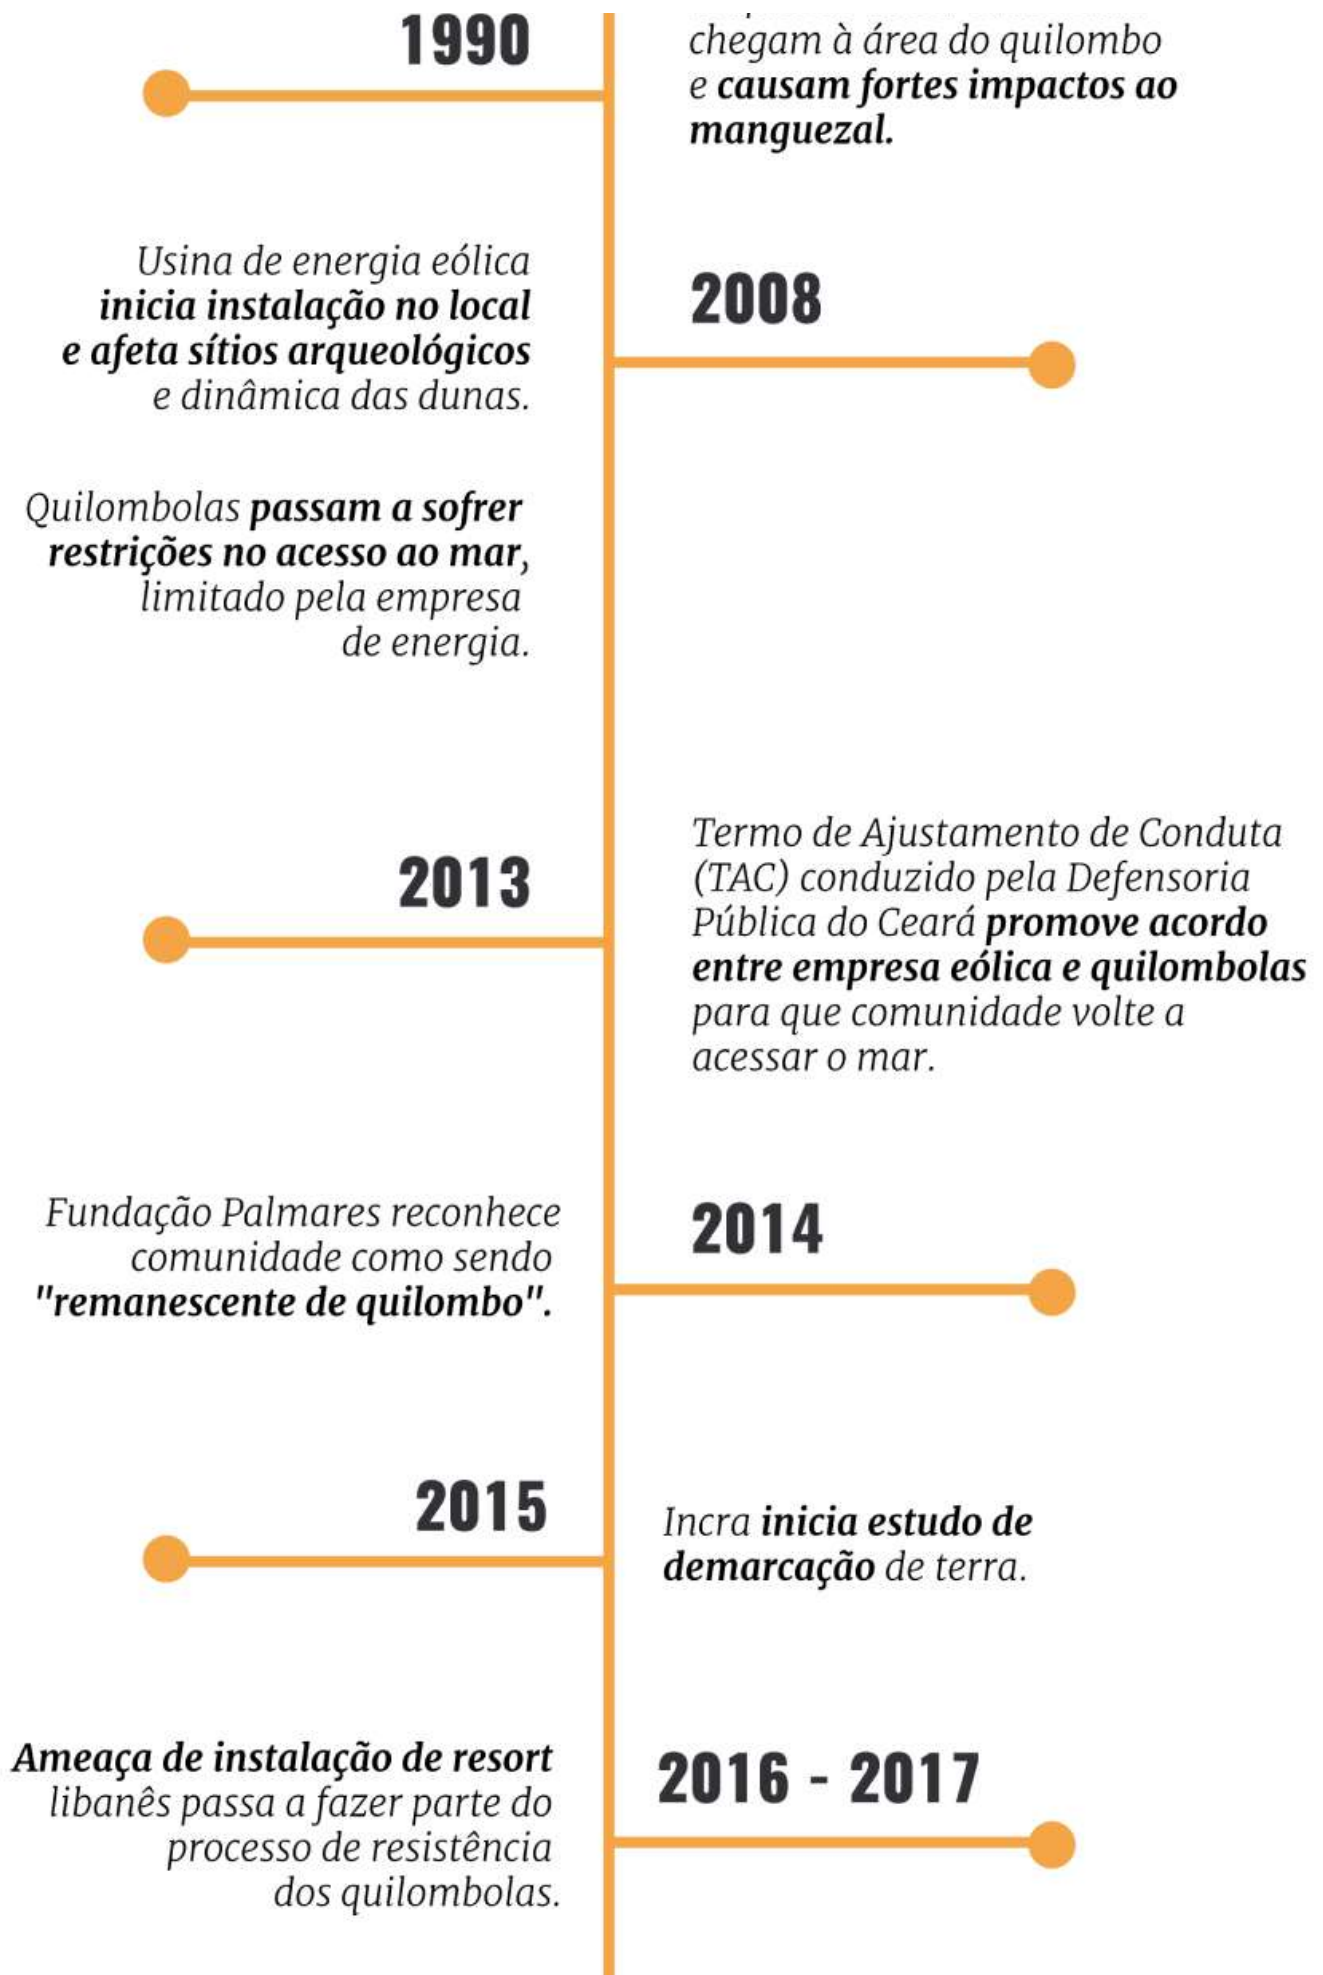 1990
chegam à área do quilombo
e causam fortes impactos ao
manguezal.
Usina de energia eólica
inicia instalação no local
e afeta sítios arqueológicos
e dinâmica das dunas.
2008
Quilombolas passam a sofrer
restrições no acesso ao mar,
limitado pela empresa
de energia.
2013
Termo de Ajustamento de Conduta
(TAC) conduzido pela Defensoria
Pública do Ceará promove acordo
entre empresa eólica e quilombolas
para que comunidade volte a
acessar o mar.
Fundação Palmares reconhece
comunidade como sendo
"remanescente de quilombo".
2014
2015
Incra inicia estudo de
demarcação de terra.
Ameaça de instalação de resort
libanês passa a fazer parte do
processo de resistência
dos quilombolas.
2016 - 2017